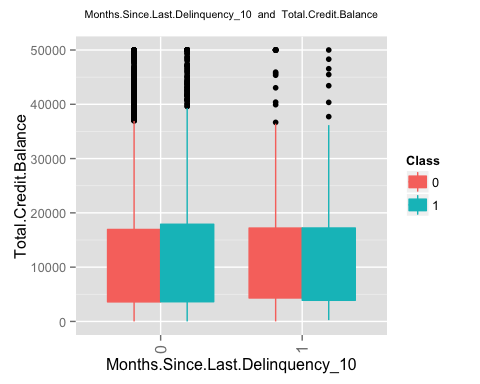 Months.Since.Last.Delinquency_10 and Total.Credit.Balance
50000
40000
30000
20000
10000
0
Total.Credit.Balance
0
1
Months.Since.Last.Delinquency_10
Class
0
1